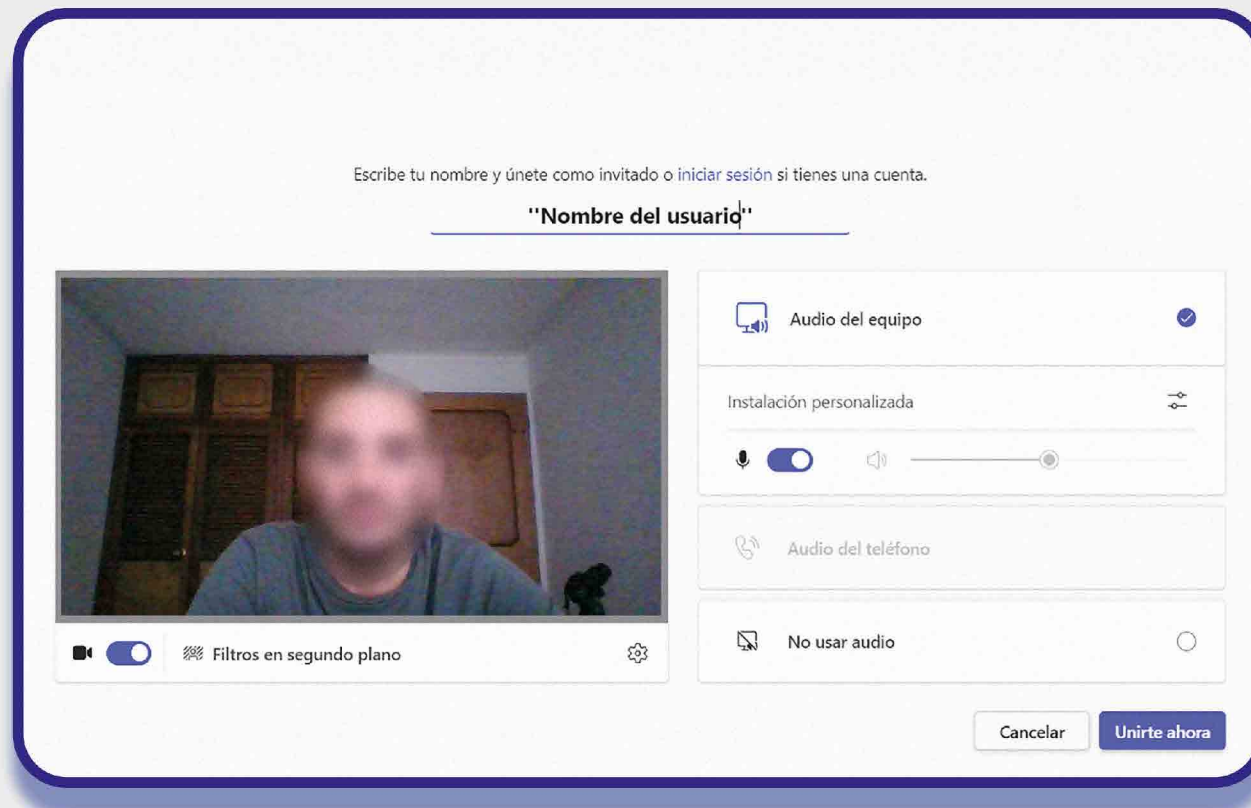 Escribe tu nombre y únete como invitado o iniciar sesión si tienes una cuenta.
''Nombre del usuario''
Audio del equipo
Instalación personalizada
Audio del teléfono
No usar audio
Filtros en segundo plano
Cancelar
Unirte ahora